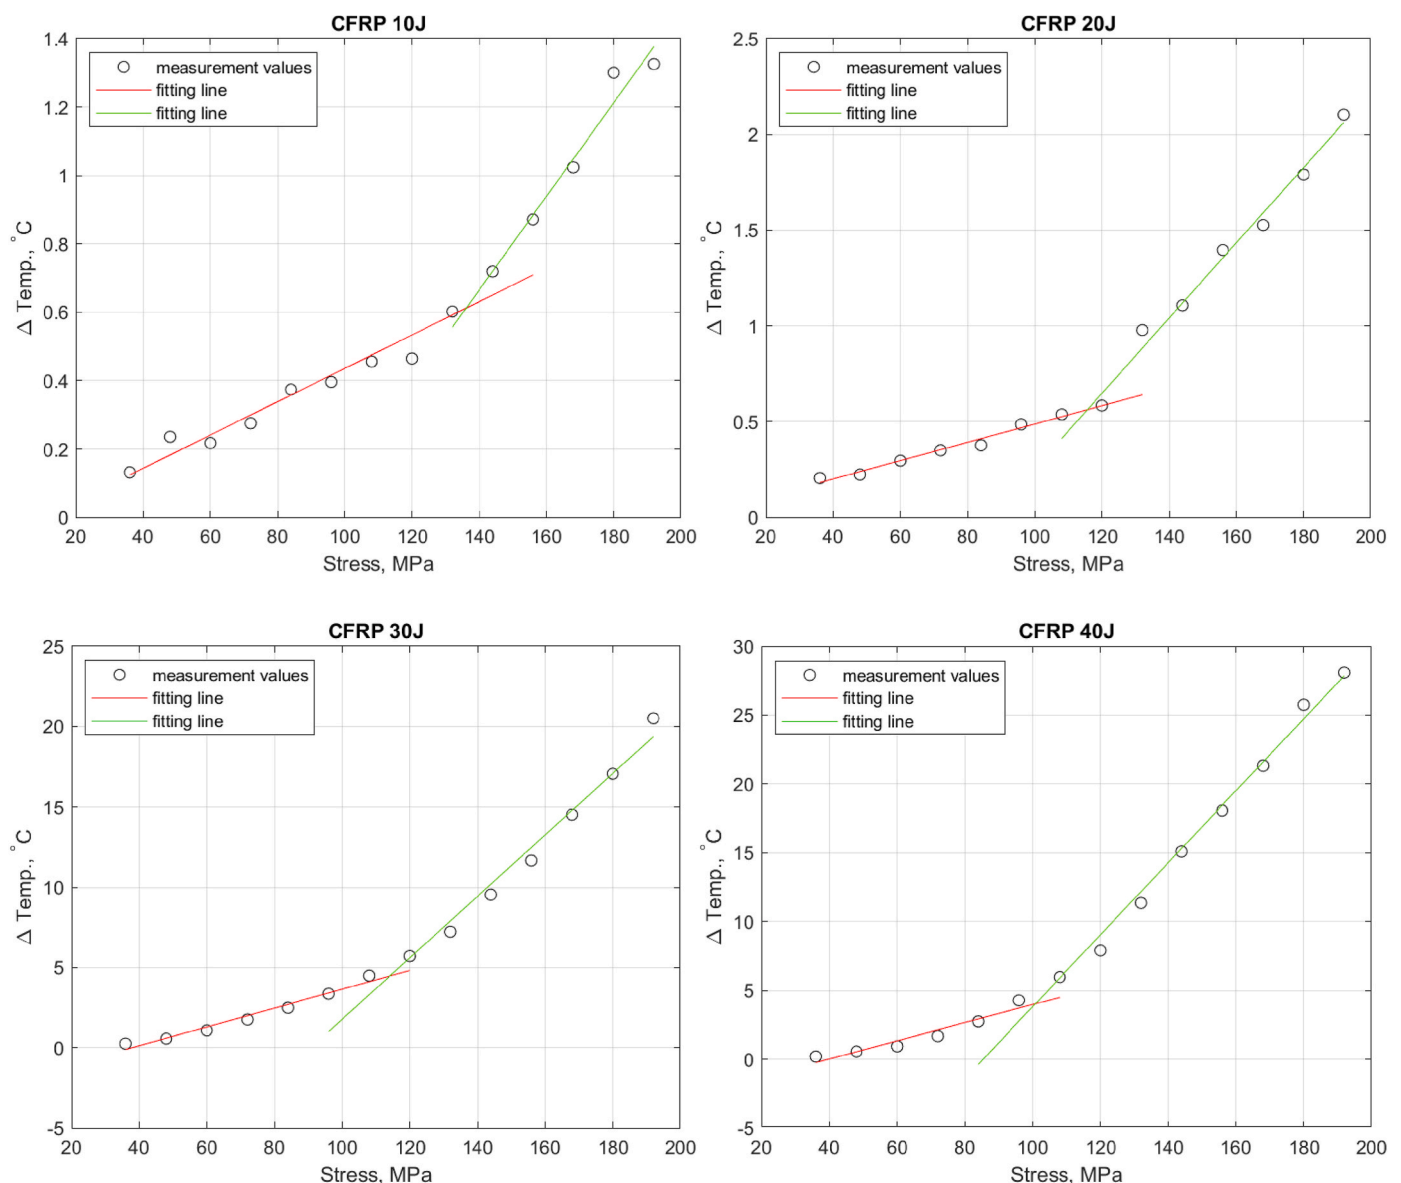 CFRP 10J
measurement values
fitting line
fitting line
1.4
1.2
1
0.8
0.6
0.4
0.2
0
Δ Temp., °C
20 40 60 80 100 120 140 160 180 200
Stress, MPa
CFRP 20J
measurement values
fitting line
fitting line
2.5
2
1.5
1
0.5
0
Δ Temp., °C
20 40 60 80 100 120 140 160 180 200
Stress, MPa
CFRP 30J
measurement values
fitting line
fitting line
25
20
15
10
5
0
-5
Δ Temp., °C
20 40 60 80 100 120 140 160 180 200
Stress, MPa
CFRP 40J
measurement values
fitting line
fitting line
30
25
20
15
10
5
0
-5
Δ Temp., °C
20 40 60 80 100 120 140 160 180 200
Stress, MPa